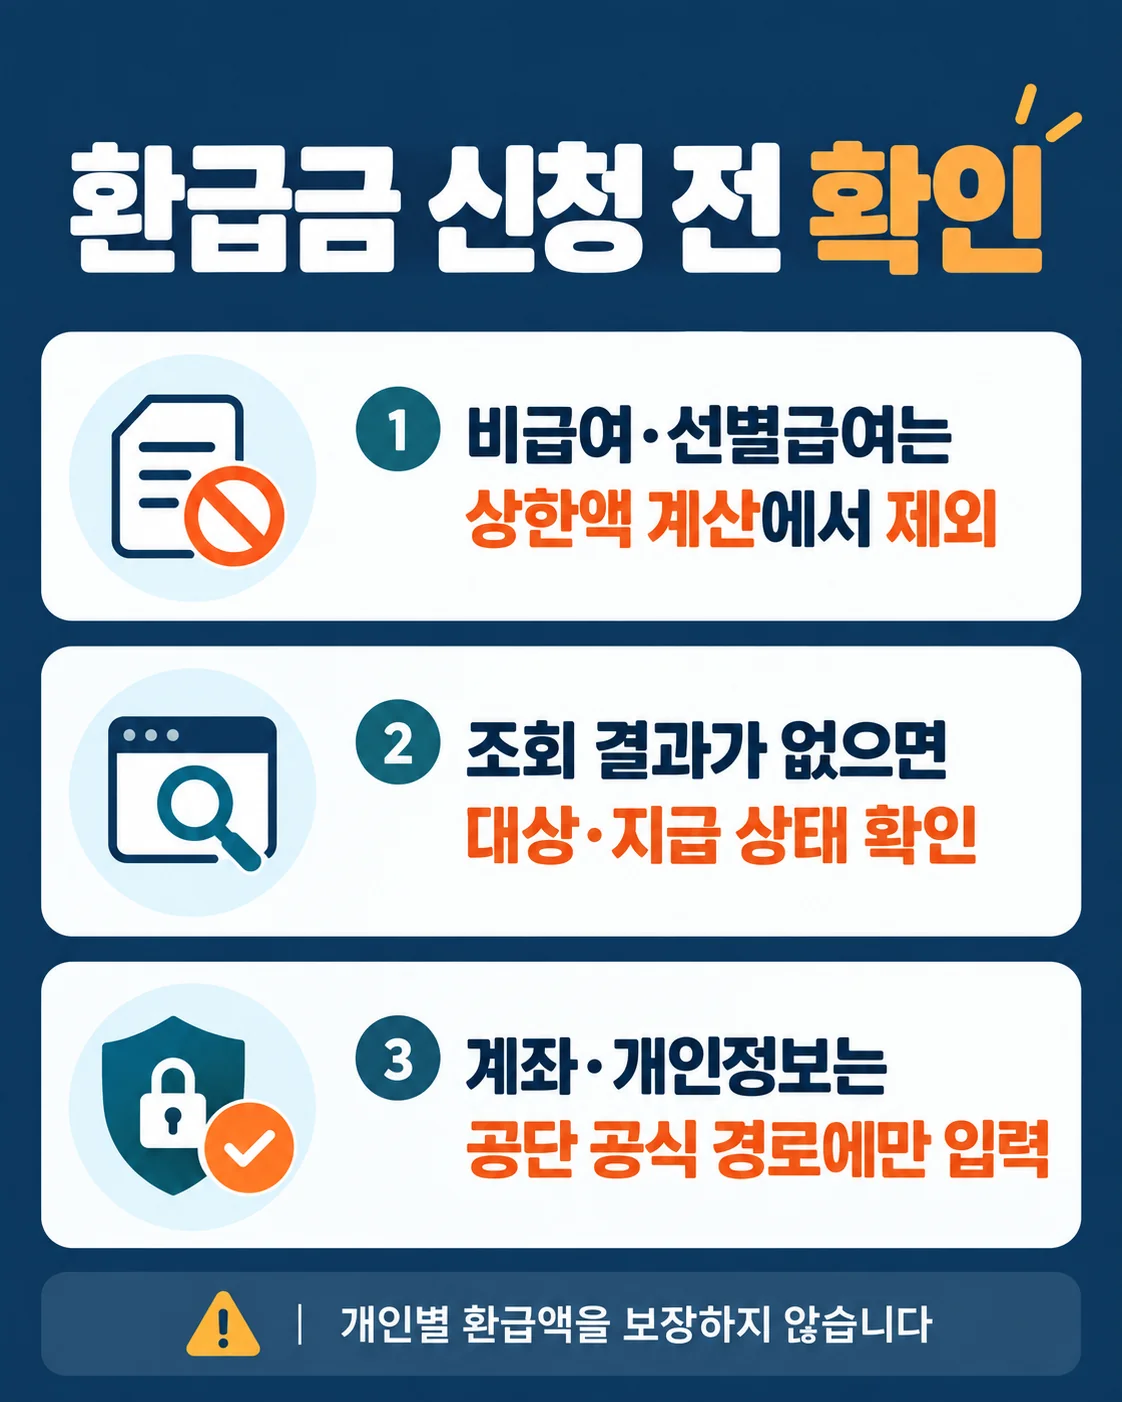 환급금 신청 전 확인
1 비급여·선별급여는
상한액 계산에서 제외
2 조회 결과가 없으면
대상·지급 상태 확인
3 계좌·개인정보는
공단 공식 경로에만 입력
개인별 환급액을 보장하지 않습니다